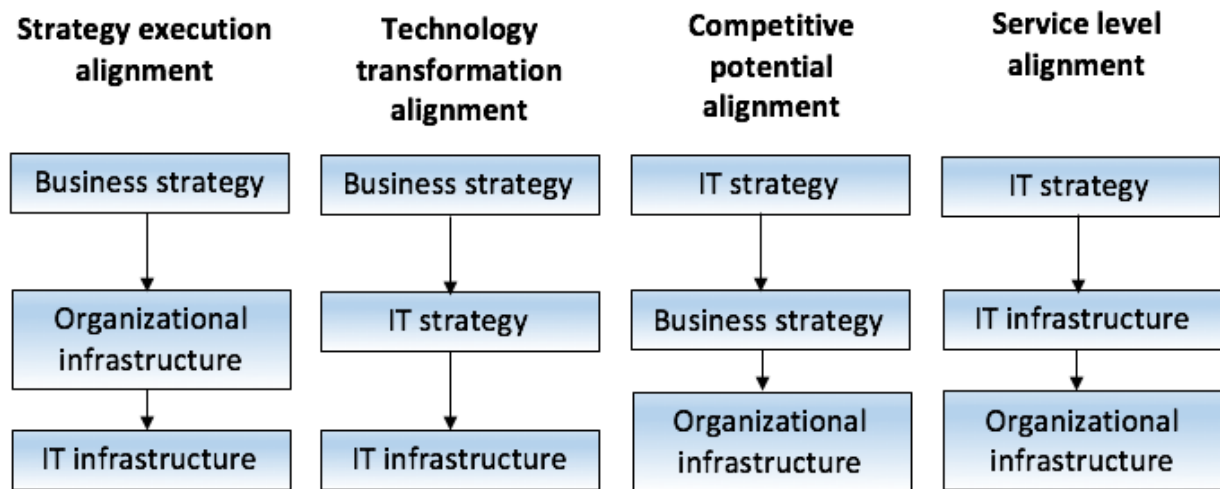 Strategy execution
alignment
Business strategy
Organizational
infrastructure
IT infrastructure
Technology
transformation
alignment
Business strategy
IT strategy
IT infrastructure
Competitive
potential
alignment
IT strategy
Business strategy
Organizational
infrastructure
Service level
alignment
IT strategy
IT infrastructure
Organizational
infrastructure